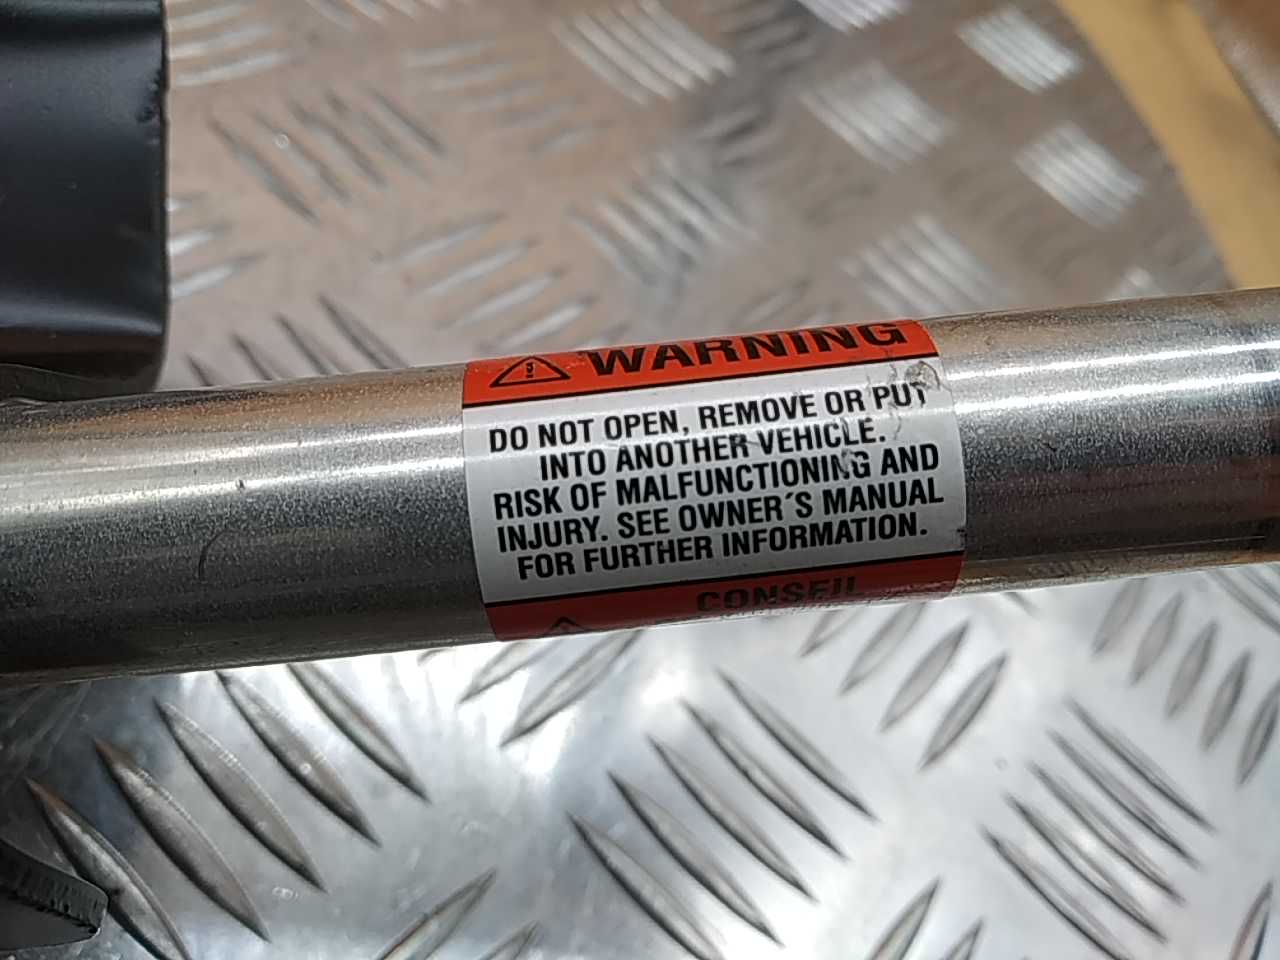 WARNING
DO NOT OPEN, REMOVE OR PUT
INTO ANOTHER VEHICLE.
RISK OF MALFUNCTIONING AND
INJURY. SEE OWNER´S MANUAL
FOR FURTHER INFORMATION.
CONSEIL